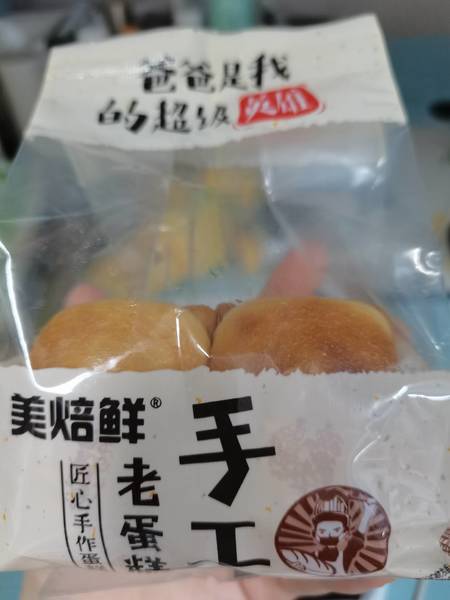 爸爸是我
的超级英雄
美焙鲜®
手工
老蛋糕
匠心手作蛋糕